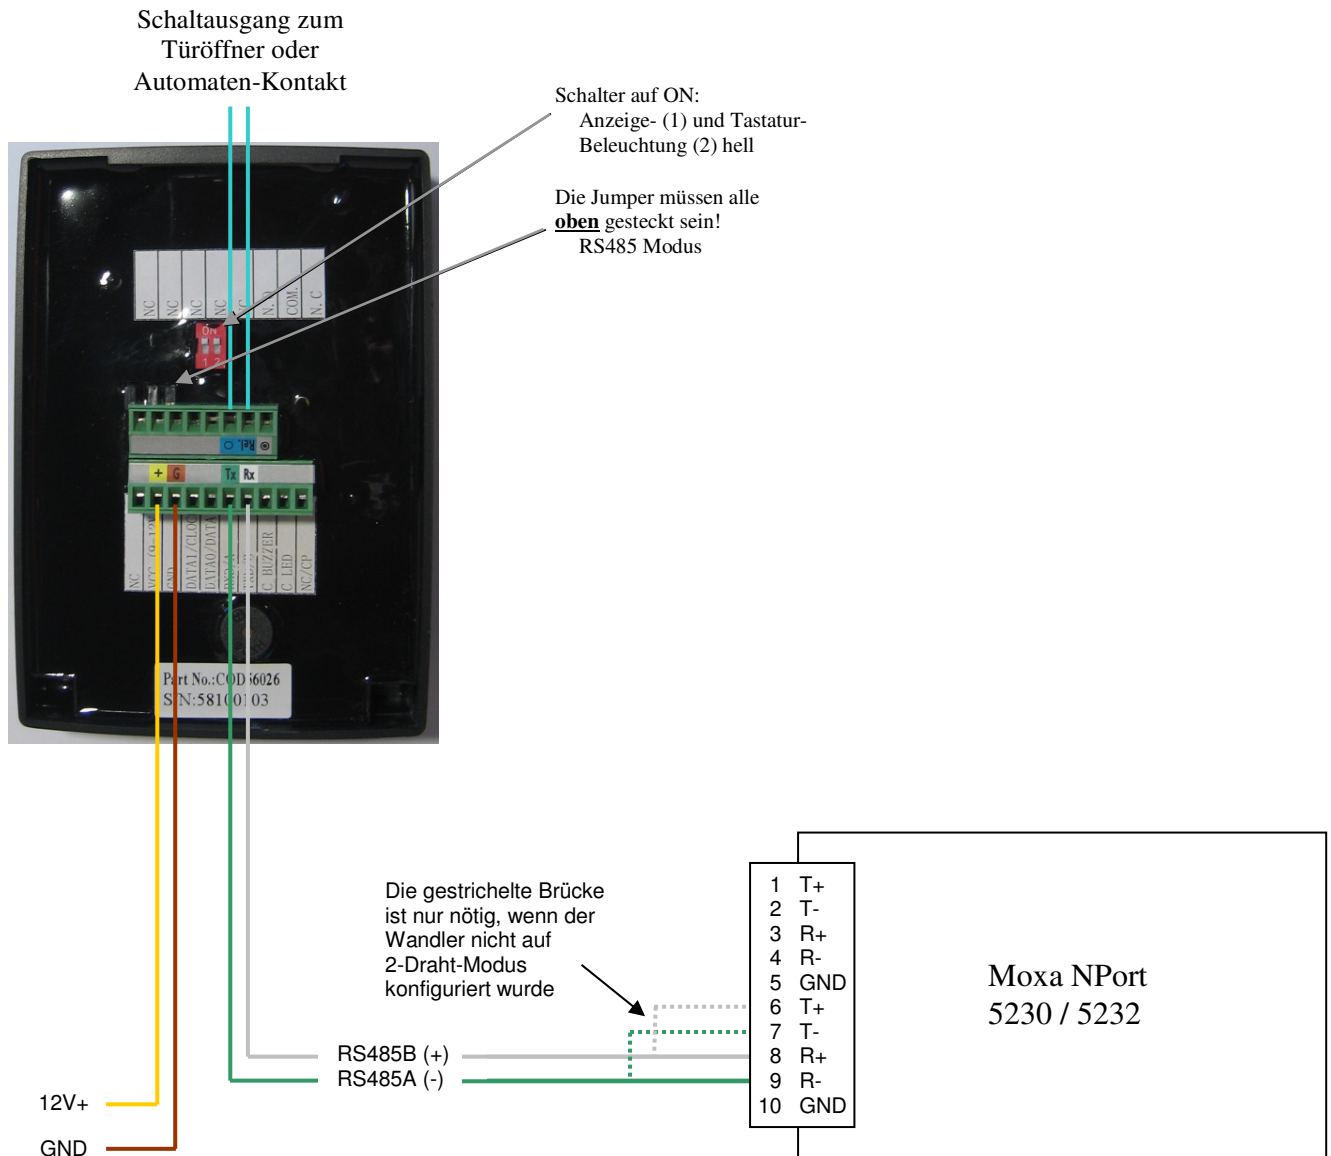 Schaltausgang zum
Türöffner oder
Automaten-Kontakt
Schalter auf ON:
Anzeige- (1) und Tastatur-
Beleuchtung (2) hell
Die Jumper müssen alle
oben gesteckt sein!
RS485 Modus
NC
NC
NC
NC
NC
COM.
N. C
ON
1 2
Rel.
+ G Tx Rx
NC
GND
DATA1/CLOC
DATA0/DATA
C BUZZER
C LED
NC/CP
Part No.:COD56026
S/N:58100103
Die gestrichelte Brücke
ist nur nötig, wenn der
Wandler nicht auf
2-Draht-Modus
konfiguriert wurde
1 T+
2 T-
3 R+
4 R-
5 GND
6 T+
7 T-
8 R+
9 R-
10 GND
Moxa NPort
5230 / 5232
RS485B (+)
RS485A (-)
12V+
GND